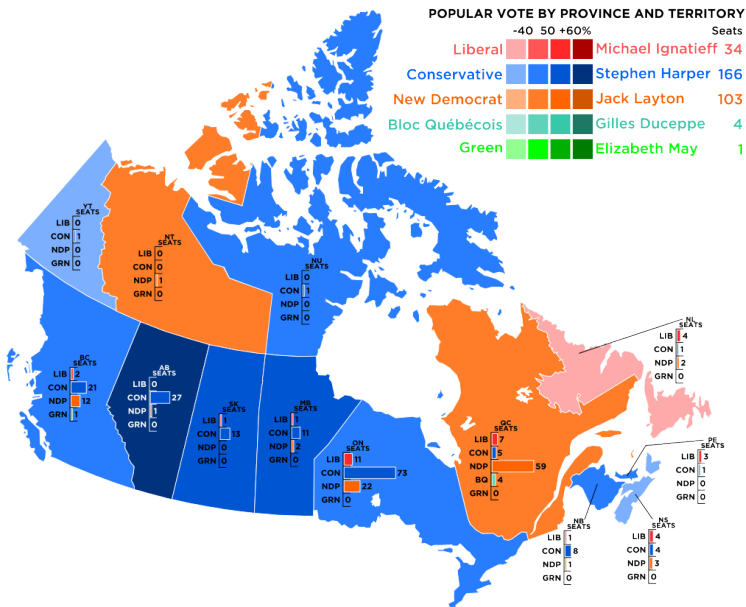 POPULAR VOTE BY PROVINCE AND TERRITORY
-40 50 +60% Seats
Liberal Michael Ignatieff 34
Conservative Stephen Harper 166
New Democrat Jack Layton 103
Bloc Québécois Gilles Duceppe 4
Green Elizabeth May 1
YT
SEATS
LIB 0
CON 1
NDP 0
GRN 0
NT
SEATS
LIB 0
CON 0
NDP 1
GRN 0
NU
SEATS
LIB 0
CON 1
NDP 0
GRN 0
BC
SEATS
LIB 2
CON 21
NDP 12
GRN 1
AB
SEATS
LIB 0
CON 27
NDP 1
GRN 0
SK
SEATS
LIB 1
CON 13
NDP 0
GRN 0
MB
SEATS
LIB 1
CON 11
NDP 2
GRN 0
ON
SEATS
LIB 11
CON 73
NDP 22
GRN 0
QC
SEATS
LIB 7
CON 5
NDP 59
BQ 4
GRN 0
NL
SEATS
LIB 4
CON 1
NDP 2
GRN 0
PE
SEATS
LIB 3
CON 1
NDP 0
GRN 0
NB
SEATS
LIB 1
CON 8
NDP 1
GRN 0
NS
SEATS
LIB 4
CON 4
NDP 3
GRN 0